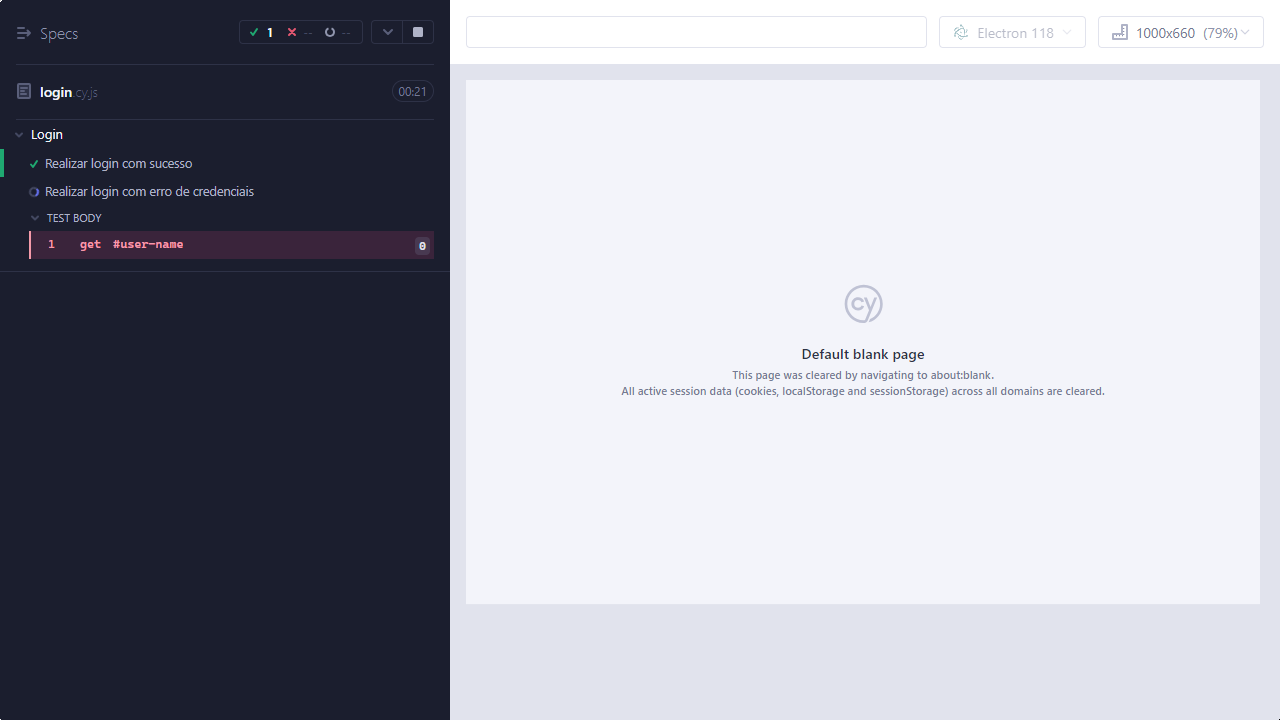 Specs
1 -- --
login.cy.js
00:21
Login
Realizar login com sucesso
Realizar login com erro de credenciais
TEST BODY
1 get #user-name 0
Electron 118
1000x660 (79%)
cy
Default blank page
This page was cleared by navigating to about:blank.
All active session data (cookies, localStorage and sessionStorage) across all domains are cleared.